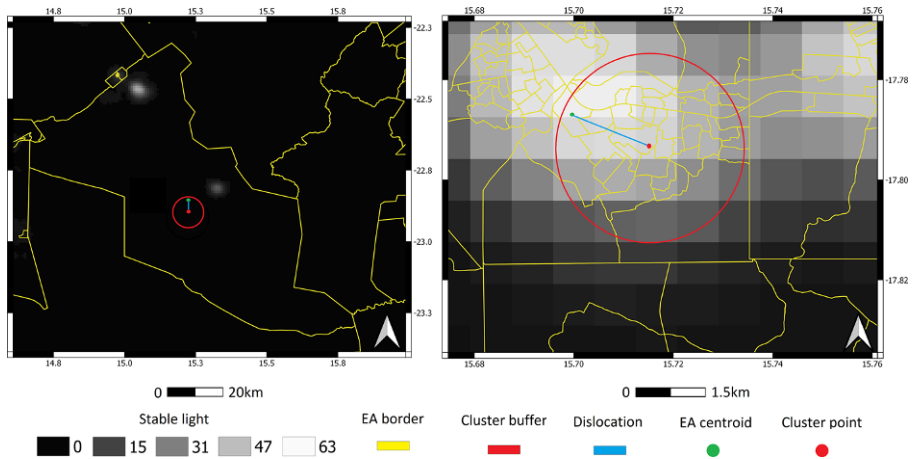 14.8 15.0 15.3 15.5 15.8
15.68 15.70 15.72 15.74 15.76
-22.3
-22.5
-22.8
-23.0
-23.3
-17.78
-17.80
-17.82
14.8 15.0 15.3 15.5 15.8
15.68 15.70 15.72 15.74 15.76
0 20km
0 1.5km
Stable light EA border Cluster buffer Dislocation EA centroid Cluster point
0 15 31 47 63